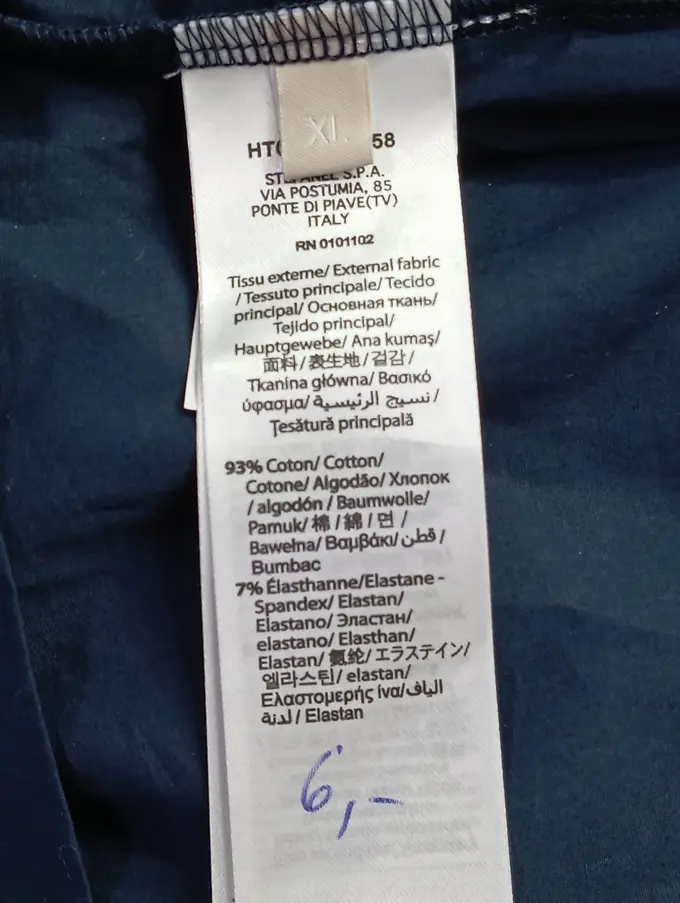 XL
58
S.P.A.
VIA POSTUMIA, 85
PONTE DI PIAVE(TV)
ITALY
RN 0101102
Tissu externe/ External fabric
/ Tessuto principale/ Tecido
principal/ Основная ткань/
Tejido principal/
Hauptgewebe/ Ana kumaş/
面料/表生地/겉감/
Tkanina główna/ Βασικό
ύφασμα/ نسيج الرئيسية/
Ţesătură principală
93% Coton/ Cotton/
Cotone/ Algodão/ Хлопок
/ algodón / Baumwolle/
Pamuk/ 棉 / 綿 / 면 /
Bawełna/ Βαμβάκι/ قطن/
Bumbac
7% Élasthanne/Elastane -
Spandex/ Elastan/
Elastano/ Эластан/
elastano/ Elasthan/
Elastan/ 氨纶/ エラステイン/
엘라스틴/ elastan/
Ελαστομερής ίνα/الياف
لدنة / Elastan
6,-